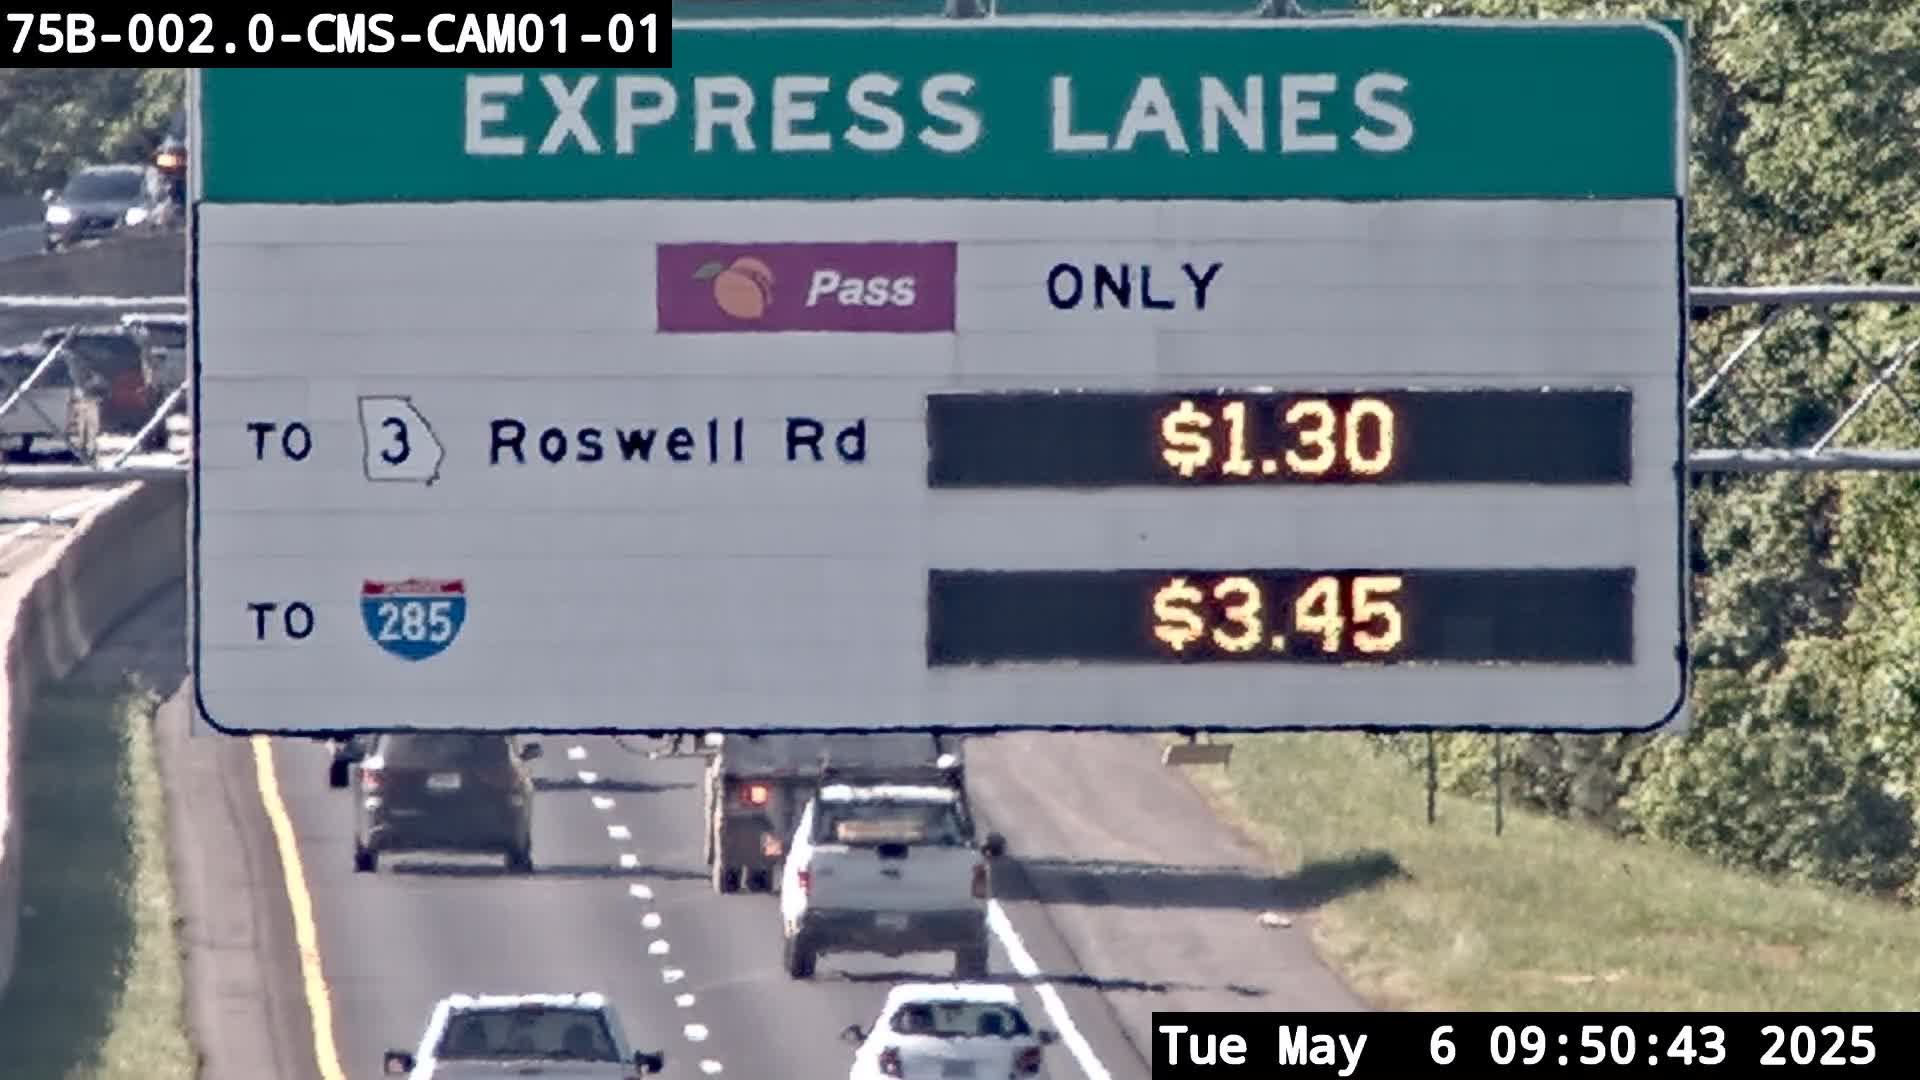 75B-002.0-CMS-CAM01-01
EXPRESS LANES
Pass ONLY
TO 3 Roswell Rd $1.30
TO 285 $3.45
Tue May 6 09:50:43 2025